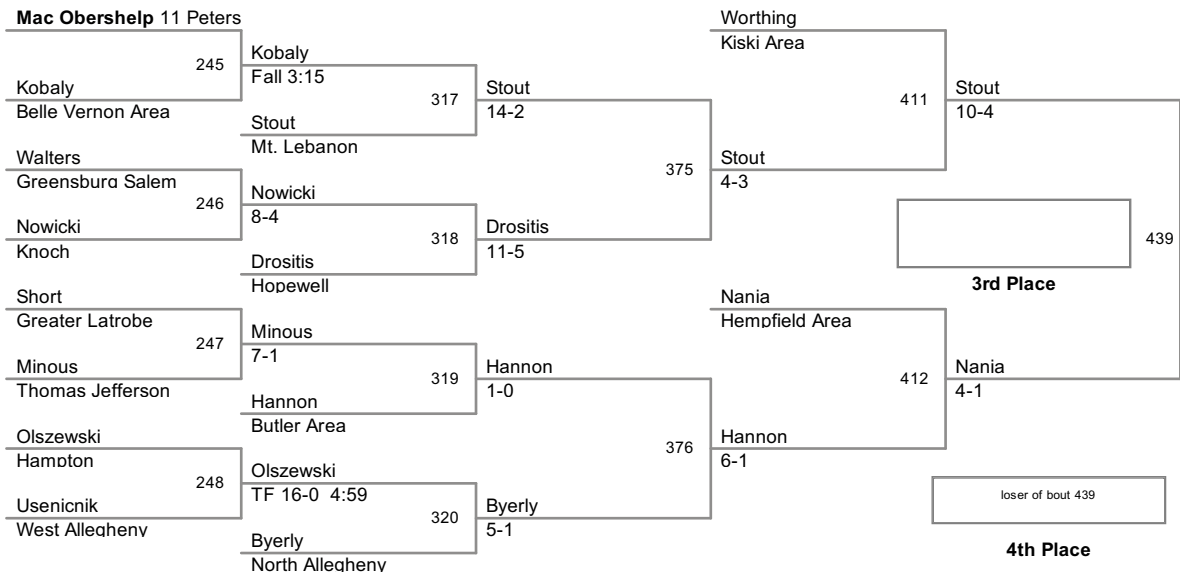 Mac Obershelp 11 Peters
245
Kobaly
Belle Vernon Area
Walters
Greensburg Salem
246
Nowicki
Knoch
Short
Greater Latrobe
247
Minous
Thomas Jefferson
Olszewski
Hampton
248
Usenicnik
West Allegheny
Kobaly
Fall 3:15
317
Stout
Mt. Lebanon
Nowicki
8-4
318
Drositis
Hopewell
Minous
7-1
319
Hannon
Butler Area
Olszewski
TF 16-0 4:59
320
Byerly
North Allegheny
Stout
14-2
375
Drositis
11-5
Hannon
1-0
376
Byerly
5-1
Worthing
Kiski Area
411
Stout
4-3
Nania
Hempfield Area
412
Hannon
6-1
Stout
10-4
439
3rd Place
Nania
4-1
loser of bout 439
4th Place